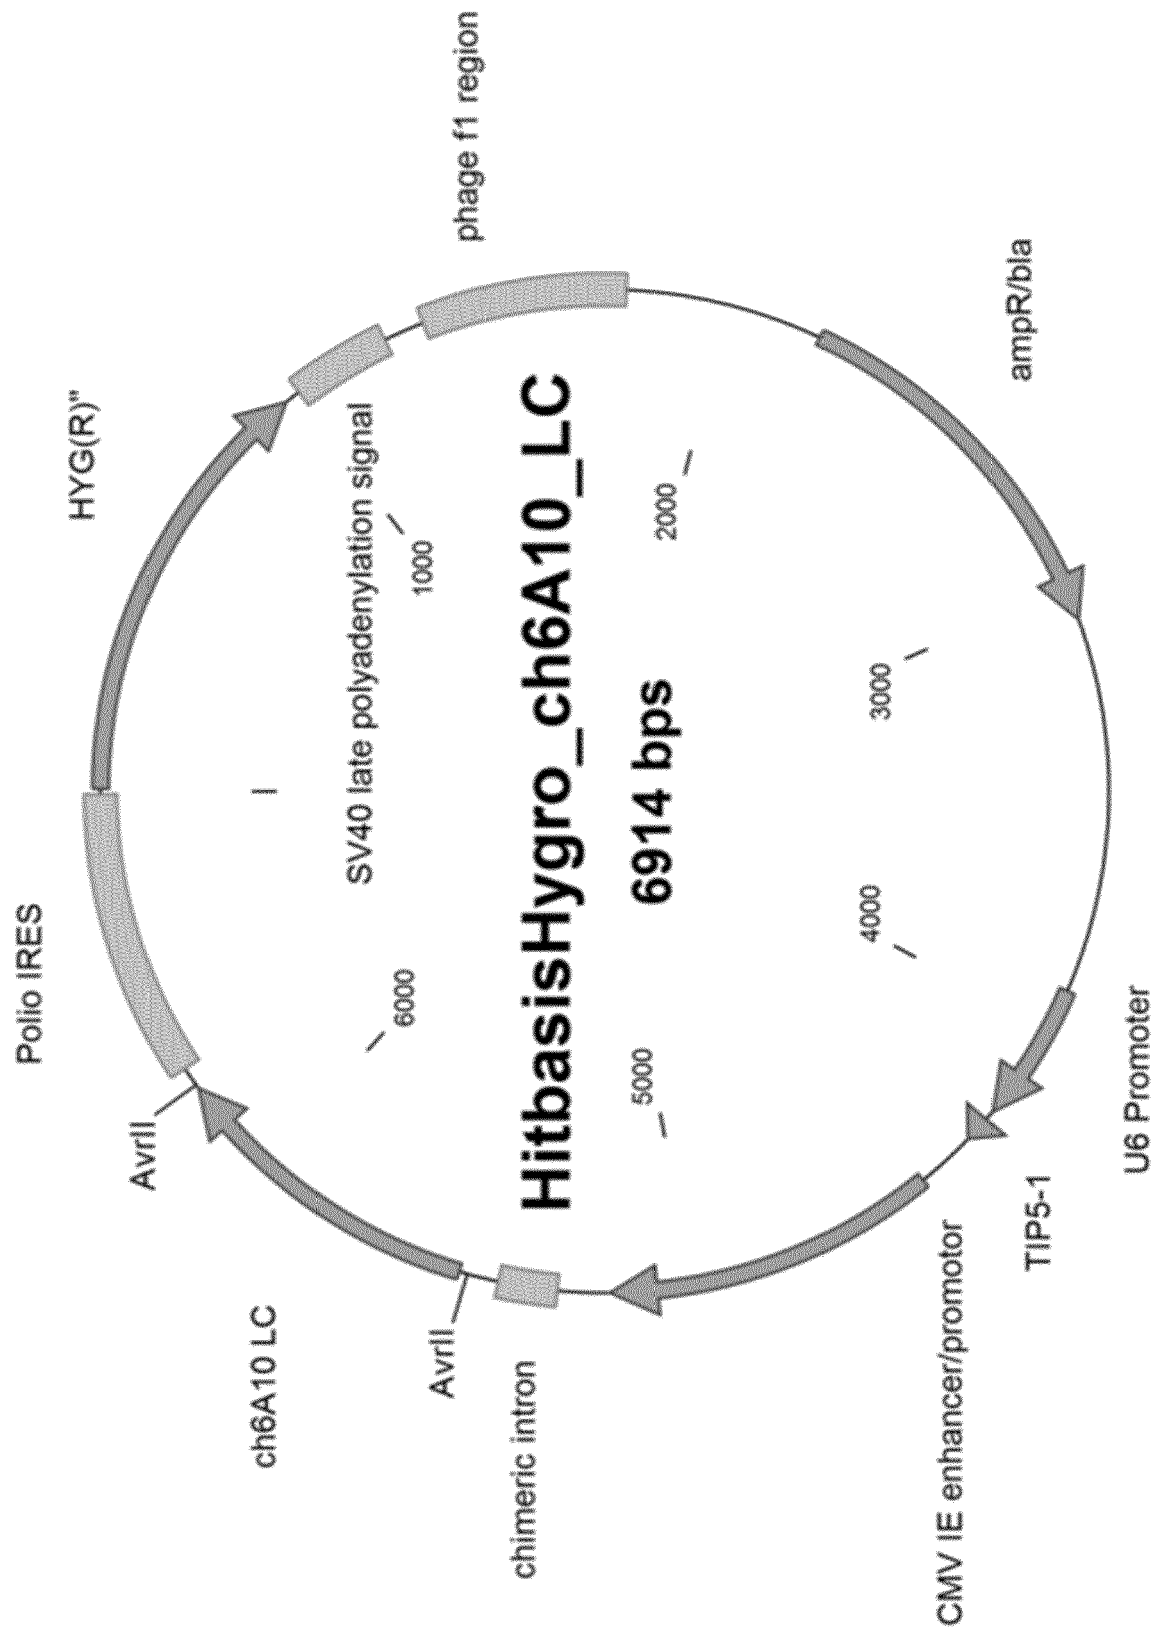 HitbasisHygro_ch6A10_LC
6914 bps
Polio IRES
HYG(R)"
SV40 late polyadenylation signal
phage f1 region
ampR/bla
U6 Promoter
TIP5-1
CMV IE enhancer/promotor
chimeric intron
AvrII
ch6A10 LC
AvrII
1000
2000
3000
4000
5000
6000